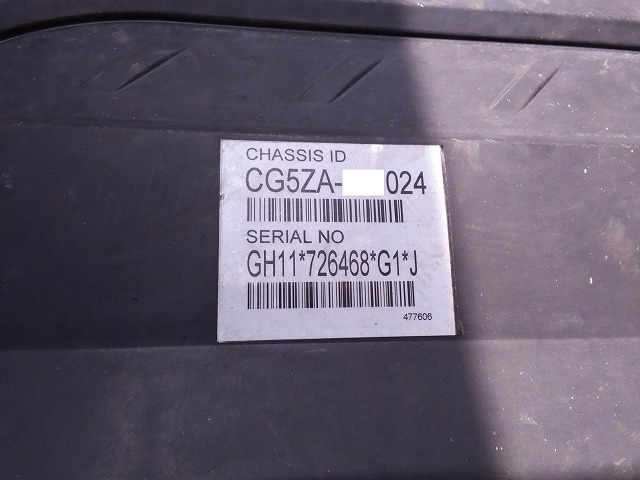 CHASSIS ID
CG5ZA- 024
SERIAL NO
GH11*726468*G1*J
477606